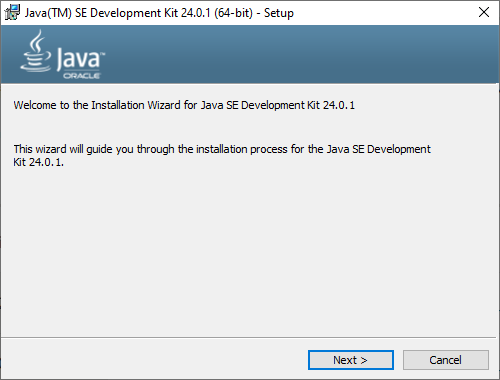 Java(TM) SE Development Kit 24.0.1 (64-bit) - Setup
Java™
ORACLE
Welcome to the Installation Wizard for Java SE Development Kit 24.0.1
This wizard will guide you through the installation process for the Java SE Development
Kit 24.0.1.
Next >
Cancel